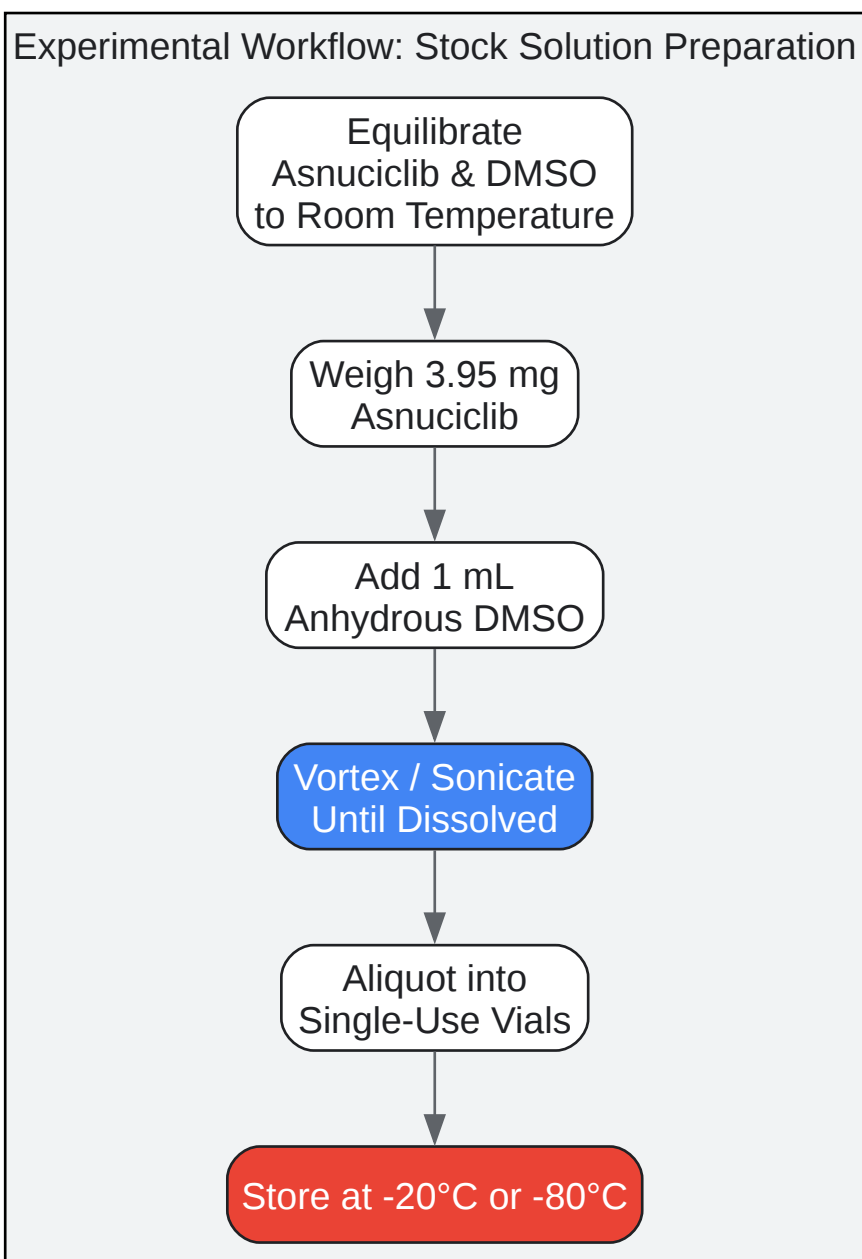 Experimental Workflow: Stock Solution Preparation
Equilibrate
Asnuciclib & DMSO
to Room Temperature
Weigh 3.95 mg
Asnuciclib
Add 1 mL
Anhydrous DMSO
Vortex / Sonicate
Until Dissolved
Aliquot into
Single-Use Vials
Store at -20°C or -80°C